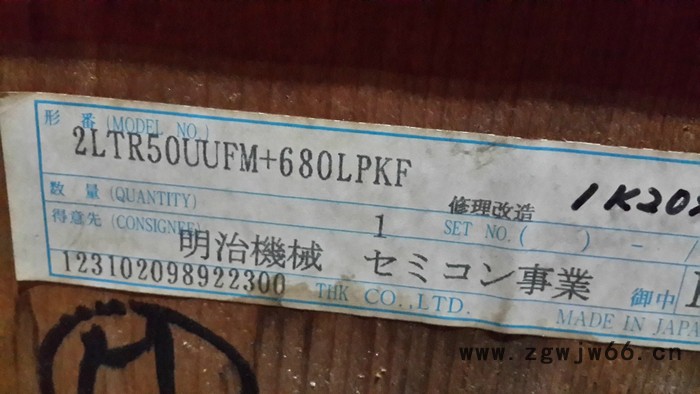 形 番 (MODEL NO.)
2LTR50UUFM+680LPKF
数 量 (QUANTITY)
1
修理改造
1K202
SET NO.( ) - /
得意先 (CONSIGNEE)
明治機械 セミコン事業 御中
123102098922300
THK CO.,LTD.
MADE IN JAPA
www.zgwjw66.cn